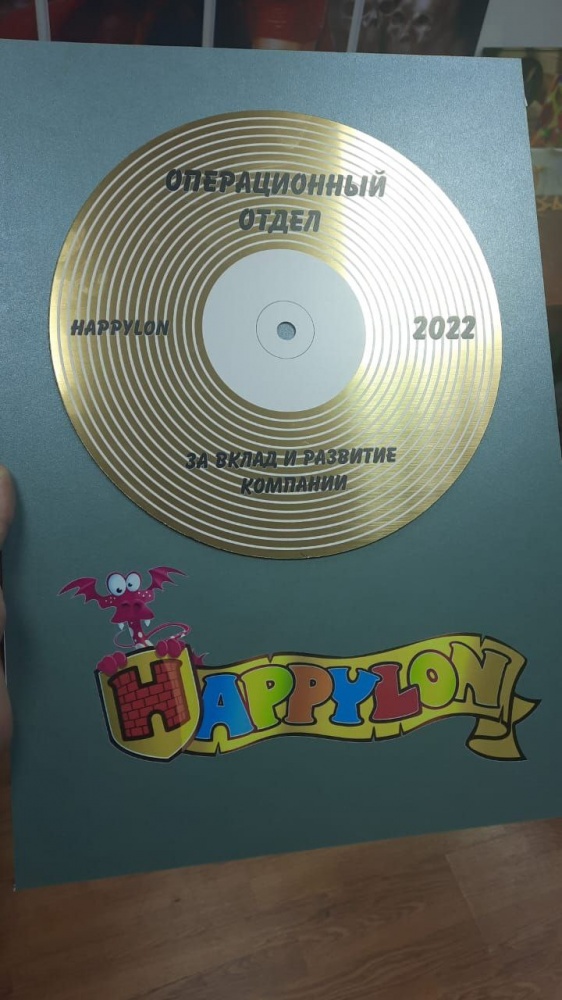 ОПЕРАЦИОННЫЙ
ОТДЕЛ
HAPPYLON 2022
ЗА ВКЛАД И РАЗВИТИЕ
КОМПАНИИ
HAPPYLON